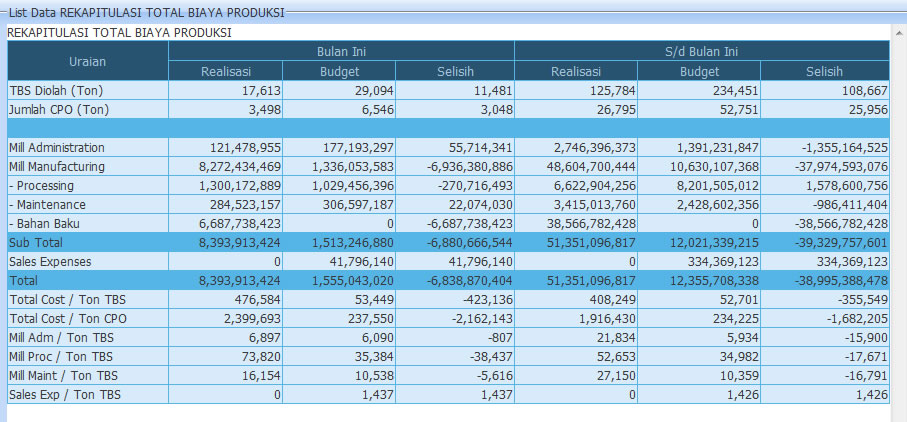 List Data REKAPITULASI TOTAL BIAYA PRODUKSI
REKAPITULASI TOTAL BIAYA PRODUKSI
Uraian Bulan Ini S/d Bulan Ini
Realisasi Budget Selisih Realisasi Budget Selisih
TBS Diolah (Ton) 17,613 29,094 11,481 125,784 234,451 108,667
Jumlah CPO (Ton) 3,498 6,546 3,048 26,795 52,751 25,956
Mill Administration 121,478,955 177,193,297 55,714,341 2,746,396,373 1,391,231,847 -1,355,164,525
Mill Manufacturing 8,272,434,469 1,336,053,583 -6,936,380,886 48,604,700,444 10,630,107,368 -37,974,593,076
- Processing 1,300,172,889 1,029,456,396 -270,716,493 6,622,904,256 8,201,505,012 1,578,600,756
- Maintenance 284,523,157 306,597,187 22,074,030 3,415,013,760 2,428,602,356 -986,411,404
- Bahan Baku 6,687,738,423 0 -6,687,738,423 38,566,782,428 0 -38,566,782,428
Sub Total 8,393,913,424 1,513,246,880 -6,880,666,544 51,351,096,817 12,021,339,215 -39,329,757,601
Sales Expenses 0 41,796,140 41,796,140 0 334,369,123 334,369,123
Total 8,393,913,424 1,555,043,020 -6,838,870,404 51,351,096,817 12,355,708,338 -38,995,388,478
Total Cost / Ton TBS 476,584 53,449 -423,136 408,249 52,701 -355,549
Total Cost / Ton CPO 2,399,693 237,550 -2,162,143 1,916,430 234,225 -1,682,205
Mill Adm / Ton TBS 6,897 6,090 -807 21,834 5,934 -15,900
Mill Proc / Ton TBS 73,820 35,384 -38,437 52,653 34,982 -17,671
Mill Maint / Ton TBS 16,154 10,538 -5,616 27,150 10,359 -16,791
Sales Exp / Ton TBS 0 1,437 1,437 0 1,426 1,426